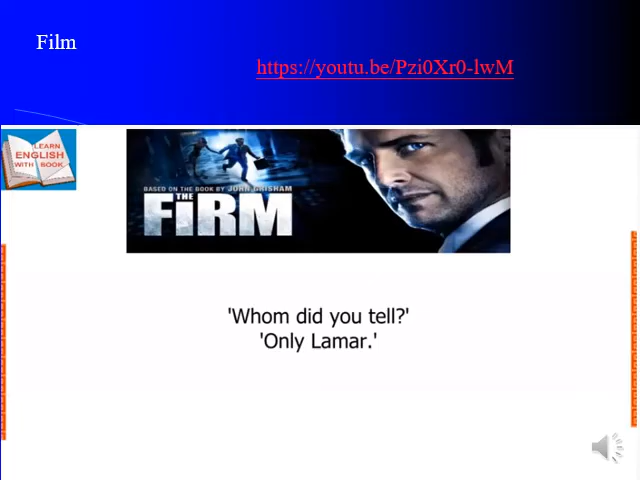 Film
https://youtu.be/Pzi0Xr0-lwM
LEARN
ENGLISH
WITH BOOK
BASED ON THE BOOK BY JOHN GRISHAM
THE
FiRM
'Whom did you tell?'
'Only Lamar.'